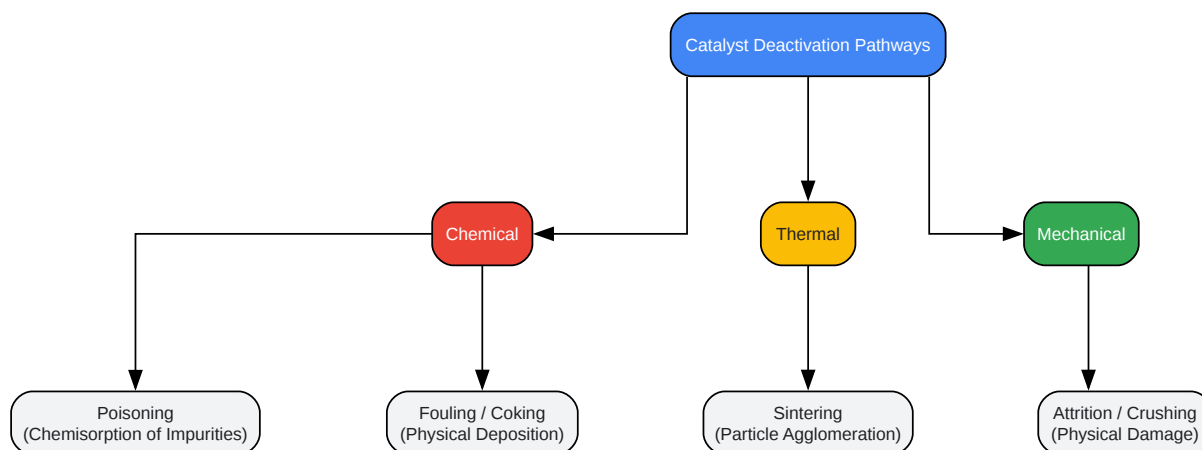 Catalyst Deactivation Pathways
Chemical
Thermal
Mechanical
Poisoning
(Chemisorption of Impurities)
Fouling / Coking
(Physical Deposition)
Sintering
(Particle Agglomeration)
Attrition / Crushing
(Physical Damage)